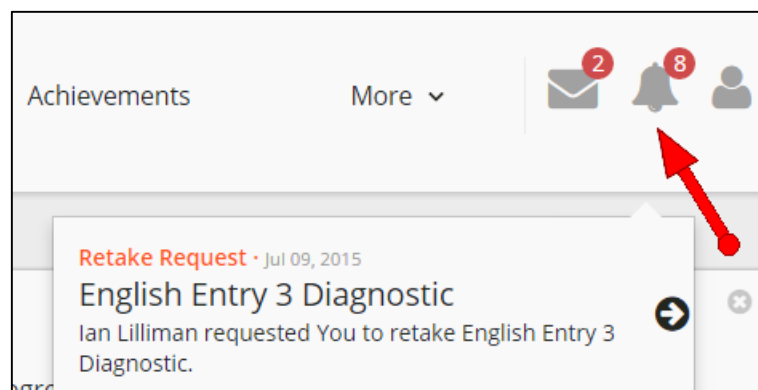 Achievements More 2 8
Retake Request · Jul 09, 2015
English Entry 3 Diagnostic
Ian Lilliman requested You to retake English Entry 3
Diagnostic.